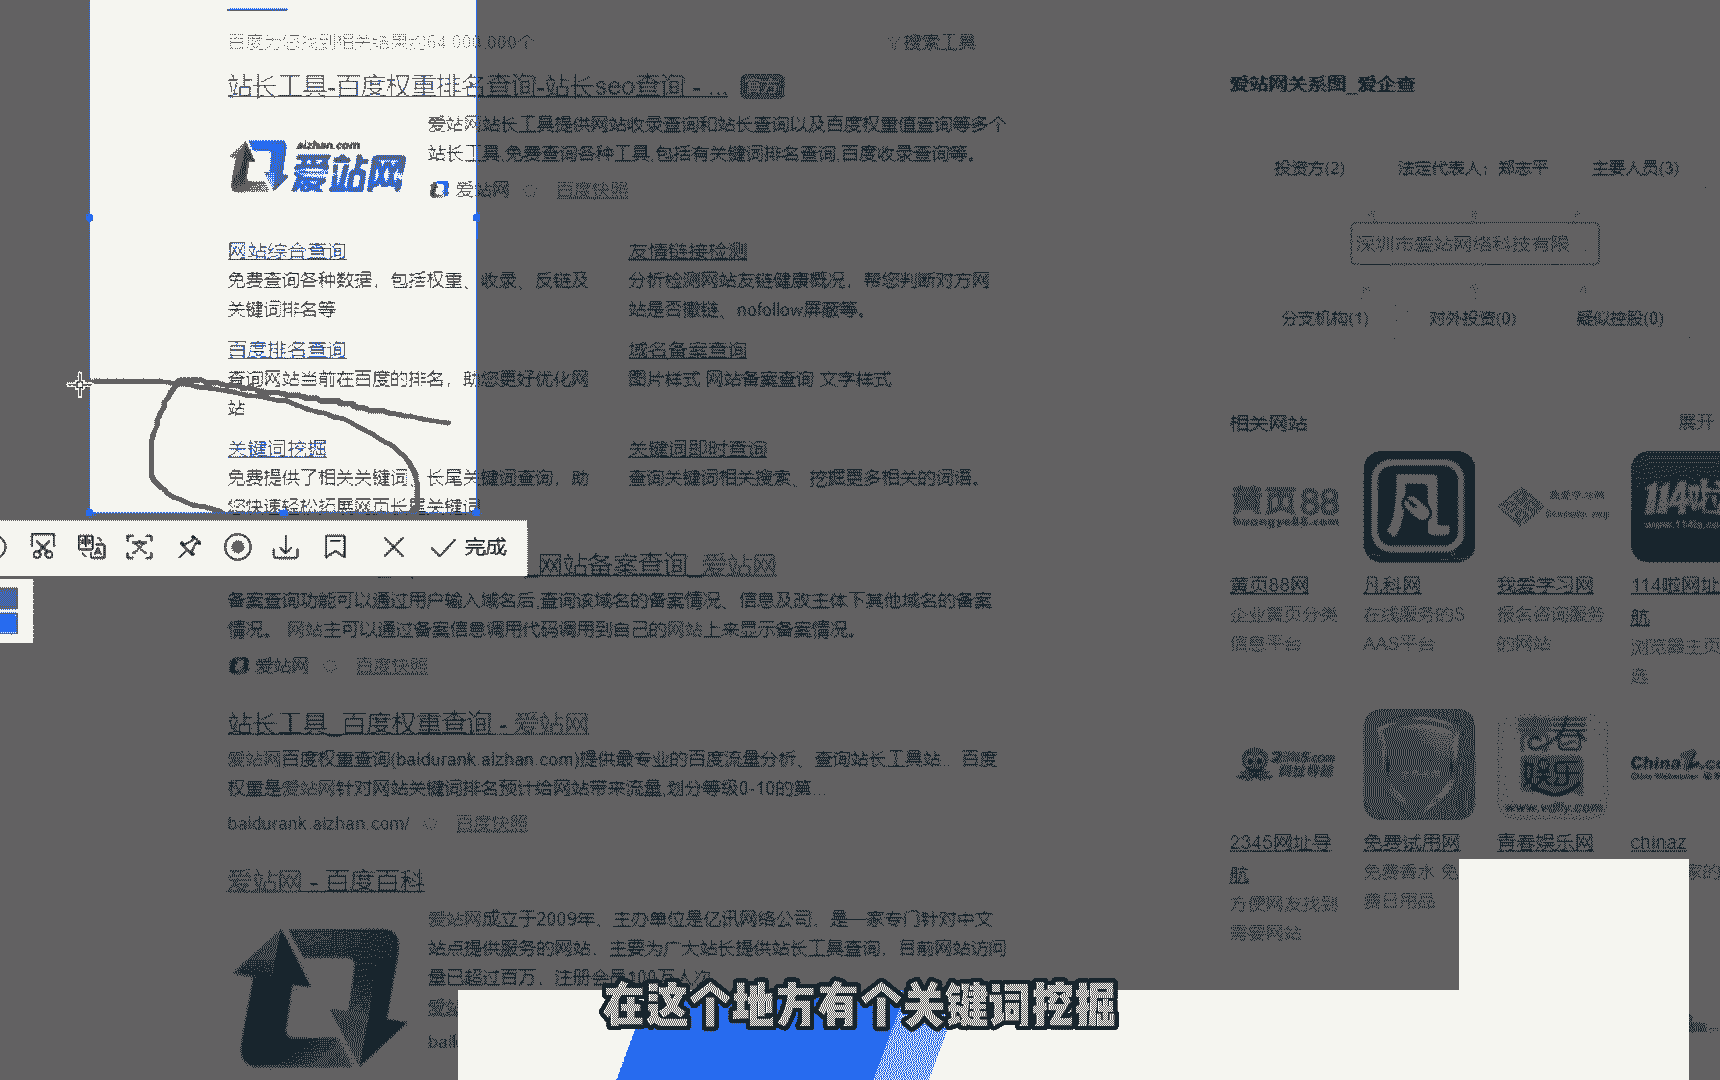 百度为您找到相关结果约64,000,000个
搜索工具
站长工具-百度权重排名查询-站长seo查询 - ...
官方
爱站网站长工具提供网站收录查询和站长查询以及百度权重值查询等多个
站长工具,免费查询各种工具,包括有关键词排名查询,百度收录查询等。
aizhan.com
爱站网
爱站网
百度快照
网站综合查询
免费查询各种数据，包括权重、收录、反链及
关键词排名等
友情链接检测
分析检测网站友链健康概况，帮您判断对方网
站是否撤链、nofollow屏蔽等。
百度排名查询
查询网站当前在百度的排名，助您更好优化网
站
域名备案查询
图片样式 网站备案查询 文字样式
关键词挖掘
免费提供了相关关键词、长尾关键词查询，助
您快速轻松拓展网页长尾关键词
关键词即时查询
查询关键词相关搜索、挖掘更多相关的词语。
完成
_网站备案查询_爱站网
备案查询功能可以通过用户输入域名后,查询该域名的备案情况、信息及改主体下其他域名的备案
情况。 网站主可以通过备案信息调用代码调用到自己的网站上来显示备案情况。
爱站网
百度快照
站长工具_百度权重查询 - 爱站网
爱站网百度权重查询(baidurank.aizhan.com)提供最专业的百度流量分析、查询站长工具站... 百度
权重是爱站网针对网站关键词排名预计给网站带来流量,划分等级0-10的第...
baidurank.aizhan.com/
百度快照
爱站网 - 百度百科
爱站网成立于2009年，主办单位是亿讯网络公司，是一家专门针对中文
站点提供服务的网站，主要为广大站长提供站长工具查询，目前网站访问
量已超过百万，注册会员100万人次
在这个地方有个关键词挖掘
爱站网关系图_爱企查
投资方(2)
法定代表人：郑志平
主要人员(3)
深圳市爱站网络科技有限
分支机构(1)
对外投资(0)
疑似控股(0)
相关网站
展开
黄页88
huangye88.com
114啦
黄页88网
企业黄页分类
信息平台
凡科网
在线服务的S
AAS平台
我爱学习网
报名咨询服务
的网站
114啦网址
航
浏览器主页
选
青春
娱乐
2345网址导
航
方便网友找到
需要网站
免费试用网
免费香水 免
费日用品
青春娱乐网
chinaz